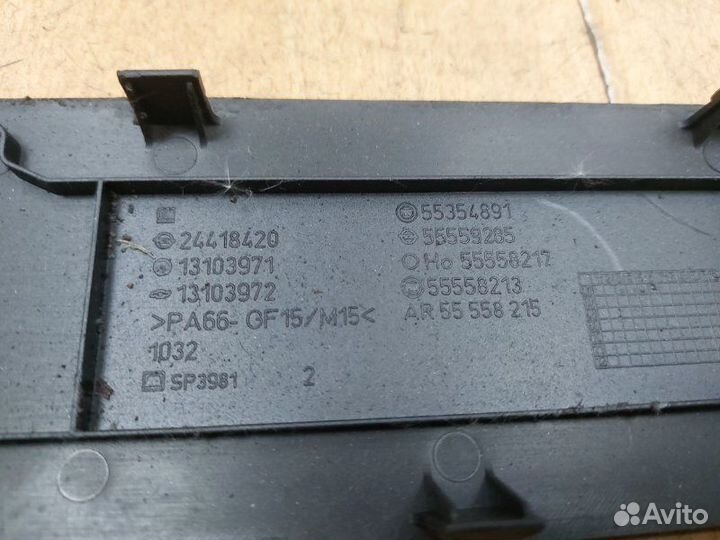 24418420
13103971
13103972
>PA66-GF15/M15<
1032
SP3981 2
55354891
55559285
Ho 55558217
55558213
AR 55 558 215
Avito